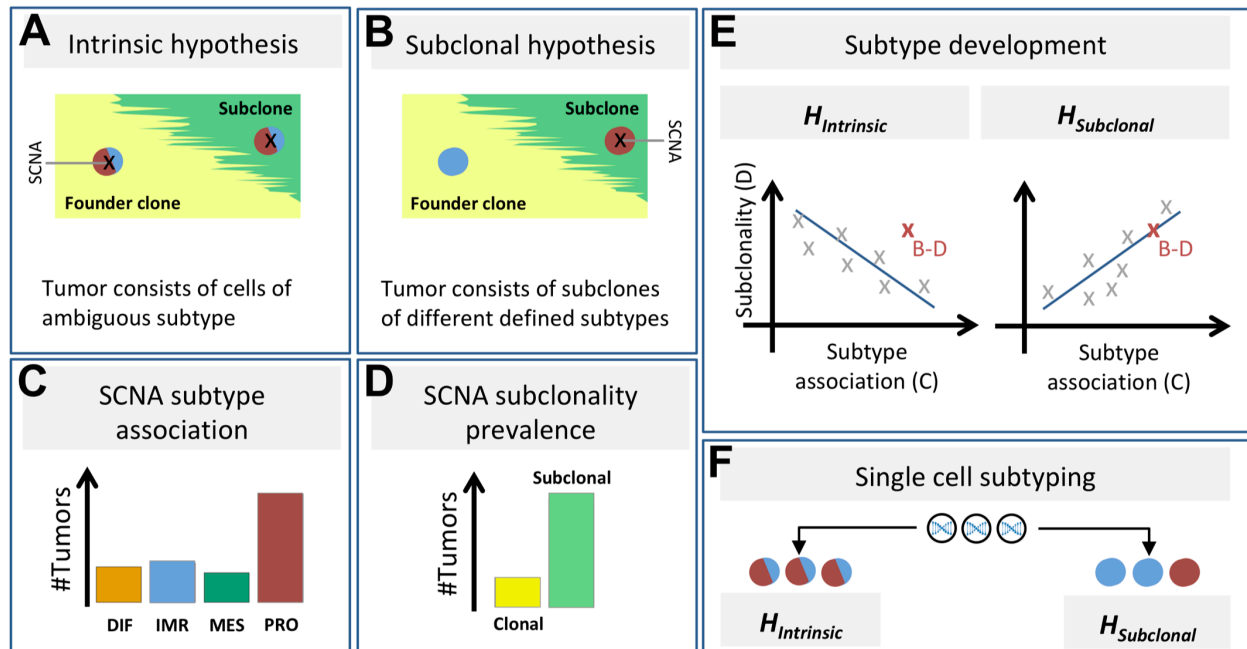 A
Intrinsic hypothesis
Subclone
X
SCNA
X
Founder clone
Tumor consists of cells of
ambiguous subtype
B
Subclonal hypothesis
Subclone
X
SCNA
Founder clone
Tumor consists of subclones
of different defined subtypes
C
SCNA subtype
association
#Tumors
DIF IMR MES PRO
D
SCNA subclonality
prevalence
#Tumors
Subclonal
Clonal
E
Subtype development
HIntrinsic
HSubclonal
Subclonality (D)
X X X X X X X X
B-D
Subtype
association (C)
X X X X X X X X
B-D
Subtype
association (C)
F
Single cell subtyping
HIntrinsic
HSubclonal